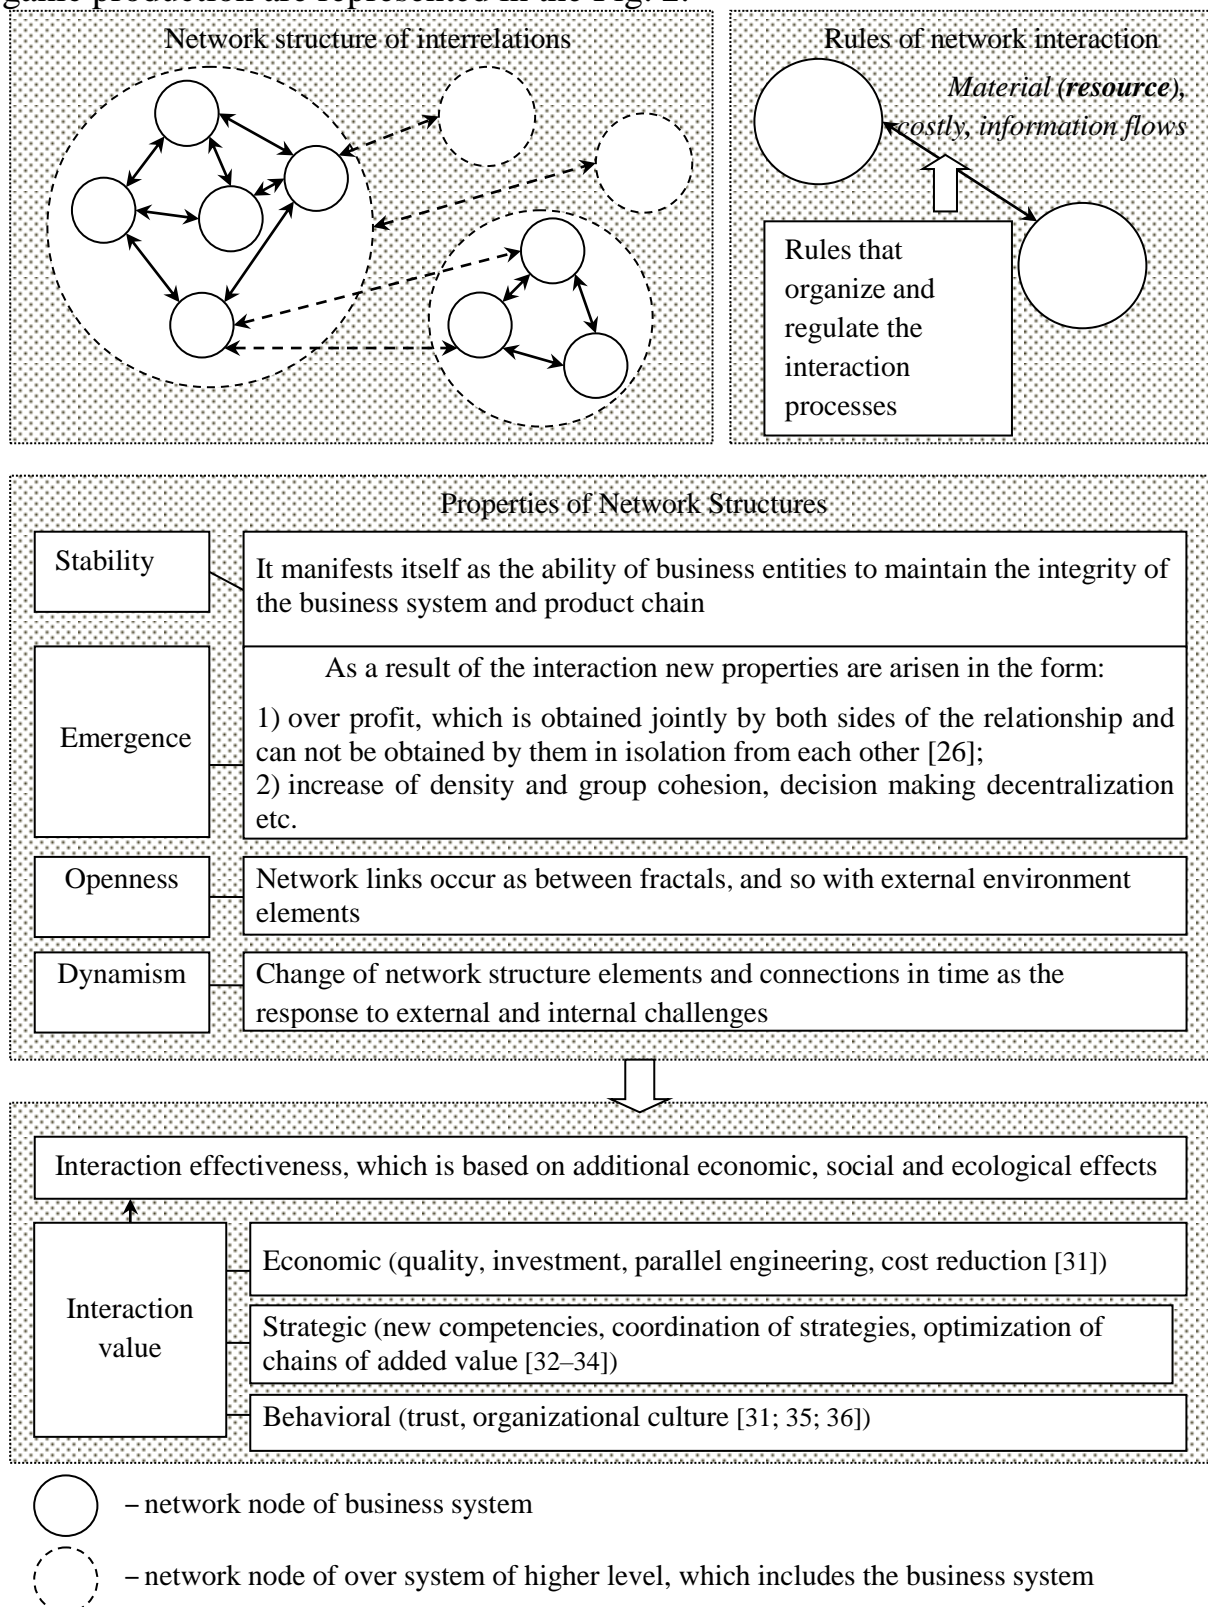 game production are represented in the Fig. 2.
Network structure of interrelations
Rules of network interaction
Material (resource),
costly, information flows
Rules that
organize and
regulate the
interaction
processes
Properties of Network Structures
Stability
It manifests itself as the ability of business entities to maintain the integrity of
the business system and product chain
Emergence
As a result of the interaction new properties are arisen in the form:
1) over profit, which is obtained jointly by both sides of the relationship and
can not be obtained by them in isolation from each other [26];
2) increase of density and group cohesion, decision making decentralization
etc.
Openness
Network links occur as between fractals, and so with external environment
elements
Dynamism
Change of network structure elements and connections in time as the
response to external and internal challenges
Interaction effectiveness, which is based on additional economic, social and ecological effects
Interaction
value
Economic (quality, investment, parallel engineering, cost reduction [31])
Strategic (new competencies, coordination of strategies, optimization of
chains of added value [32–34])
Behavioral (trust, organizational culture [31; 35; 36])
– network node of business system
– network node of over system of higher level, which includes the business system